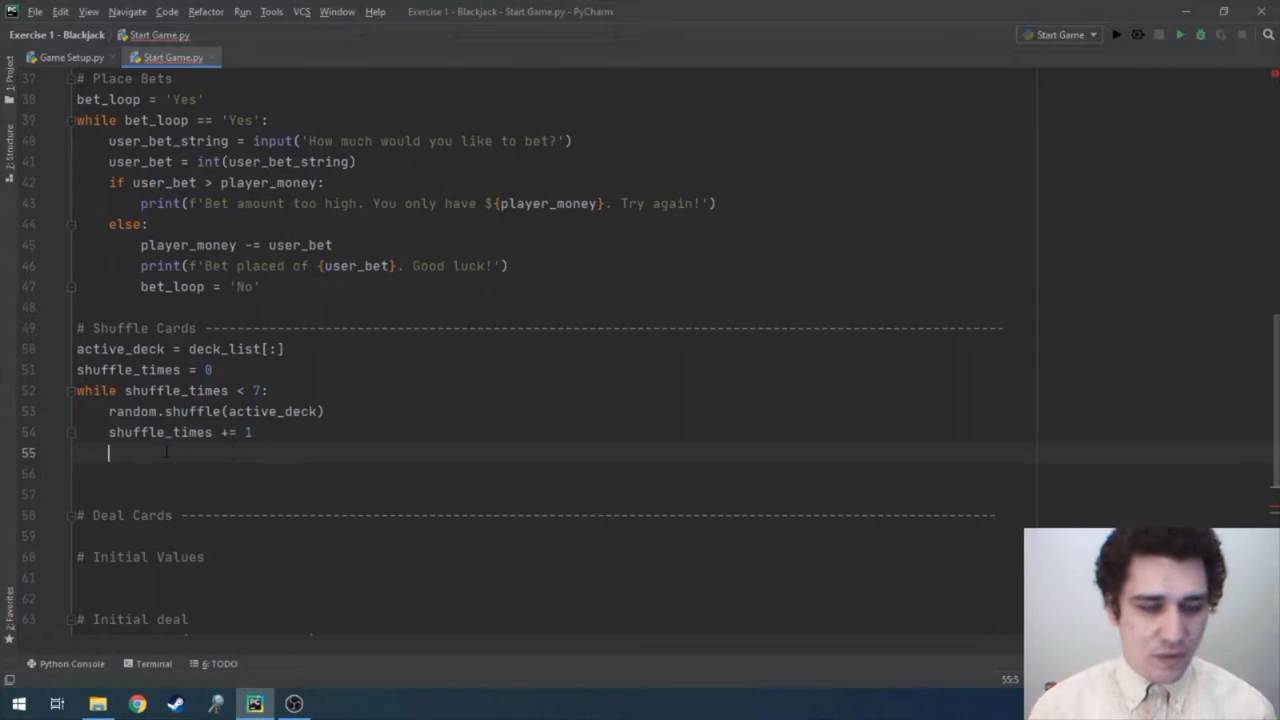 File Edit View Navigate Code Refactor Run Tools VCS Window Help Exercise 1 - Blackjack - Start Game.py - PyCharm
Exercise 1 - Blackjack Start Game.py Start Game
Game Setup.py Start Game.py
1: Project
7: Structure
2: Favorites
37 # Place Bets
38 bet_loop = 'Yes'
39 while bet_loop == 'Yes':
40 user_bet_string = input('How much would you like to bet?')
41 user_bet = int(user_bet_string)
42 if user_bet > player_money:
43 print(f'Bet amount too high. You only have ${player_money}. Try again!')
44 else:
45 player_money -= user_bet
46 print(f'Bet placed of {user_bet}. Good luck!')
47 bet_loop = 'No'
48
49 # Shuffle Cards ----------------------------------------------------------------------------------------------------
50 active_deck = deck_list[:]
51 shuffle_times = 0
52 while shuffle_times < 7:
53 random.shuffle(active_deck)
54 shuffle_times += 1
55
56
57
58 # Deal Cards ------------------------------------------------------------------------------------------------------
59
60 # Initial Values
61
62
63 # Initial deal
Python Console Terminal 6: TODO
55:5